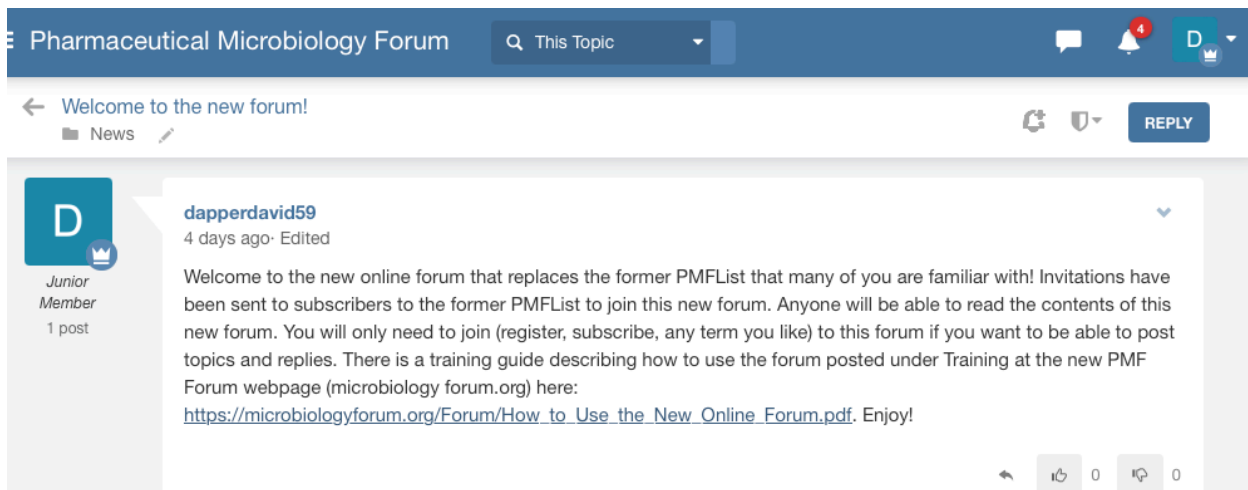 Pharmaceutical Microbiology Forum
This Topic
4
D
Welcome to the new forum!
News
REPLY
D
Junior
Member
1 post
dapperdavid59
4 days ago· Edited
Welcome to the new online forum that replaces the former PMFList that many of you are familiar with! Invitations have
been sent to subscribers to the former PMFList to join this new forum. Anyone will be able to read the contents of this
new forum. You will only need to join (register, subscribe, any term you like) to this forum if you want to be able to post
topics and replies. There is a training guide describing how to use the forum posted under Training at the new PMF
Forum webpage (microbiology forum.org) here:
https://microbiologyforum.org/Forum/How_to_Use_the_New_Online_Forum.pdf. Enjoy!
0
0